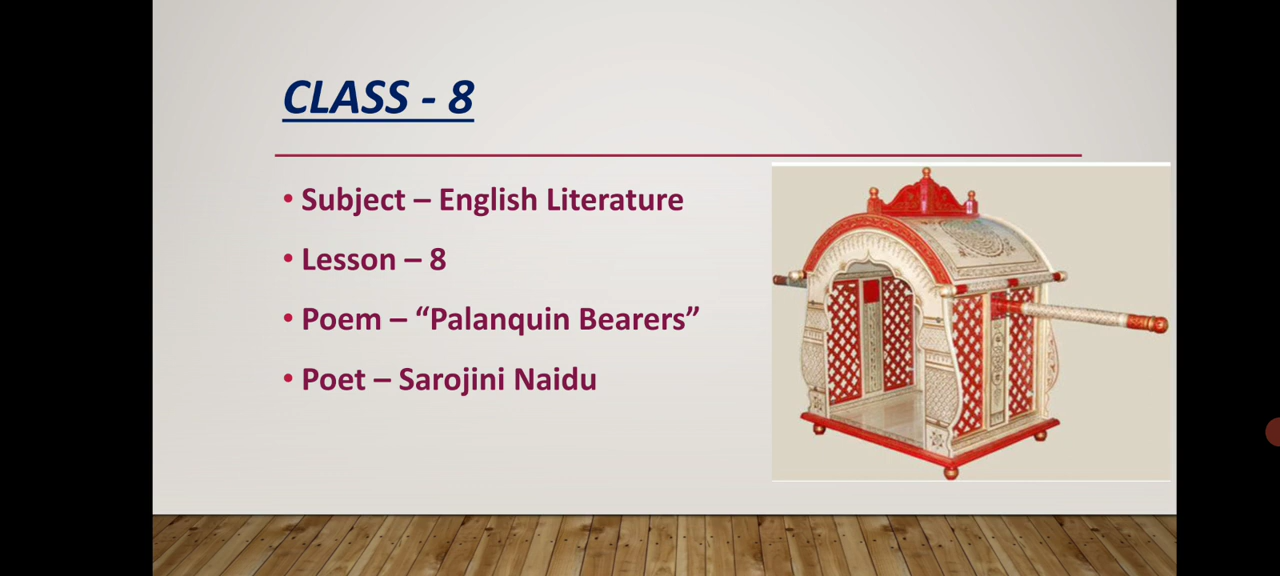 CLASS - 8
• Subject – English Literature
• Lesson – 8
• Poem – “Palanquin Bearers”
• Poet – Sarojini Naidu